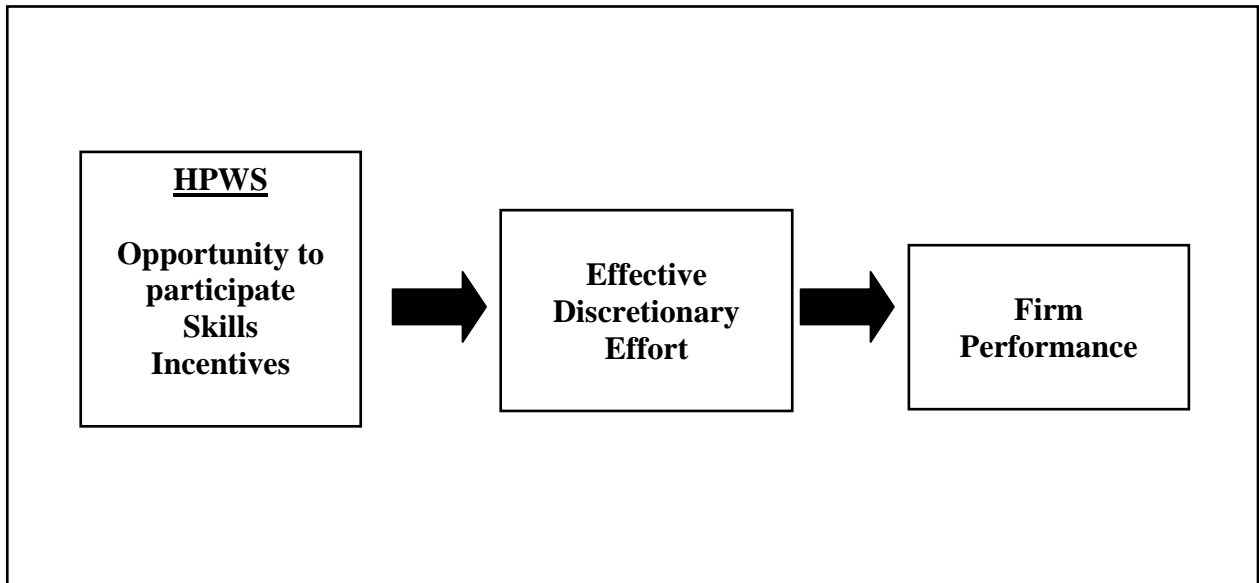 HPWS
Opportunity to
participate
Skills
Incentives
Effective
Discretionary
Effort
Firm
Performance